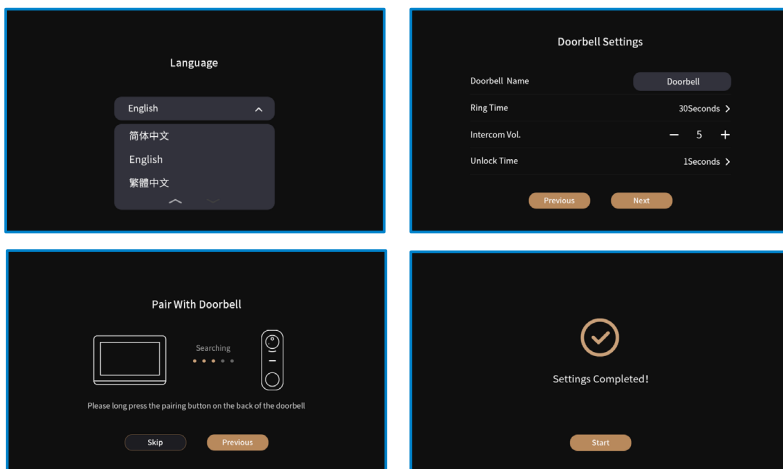 Language
English
简体中文
English
繁體中文
Doorbell Settings
Doorbell Name Doorbell
Ring Time 30Seconds >
Intercom Vol. — 5 +
Unlock Time 1Seconds >
Previous Next
Pair With Doorbell
Searching
Please long press the pairing button on the back of the doorbell
Skip Previous
Settings Completed!
Start